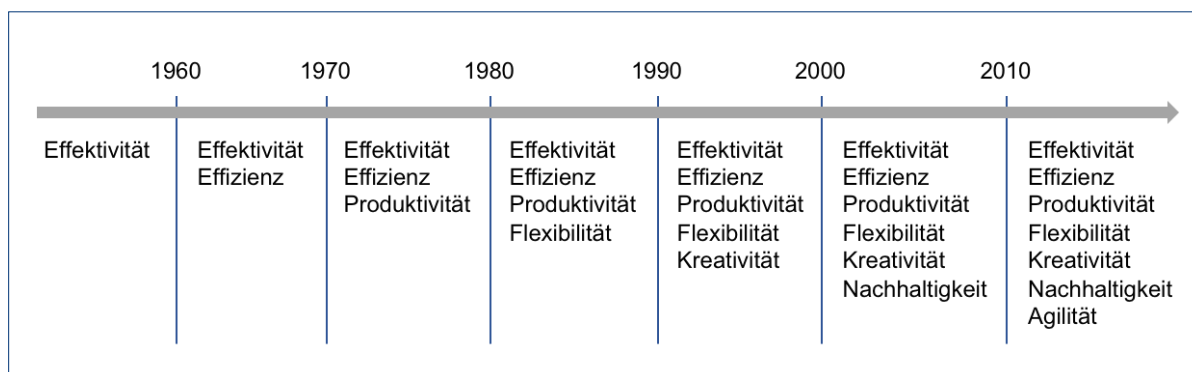 1960 1970 1980 1990 2000 2010
Effektivität
Effektivität
Effizienz
Effektivität
Effizienz
Produktivität
Effektivität
Effizienz
Produktivität
Flexibilität
Effektivität
Effizienz
Produktivität
Flexibilität
Kreativität
Effektivität
Effizienz
Produktivität
Flexibilität
Kreativität
Nachhaltigkeit
Effektivität
Effizienz
Produktivität
Flexibilität
Kreativität
Nachhaltigkeit
Agilität